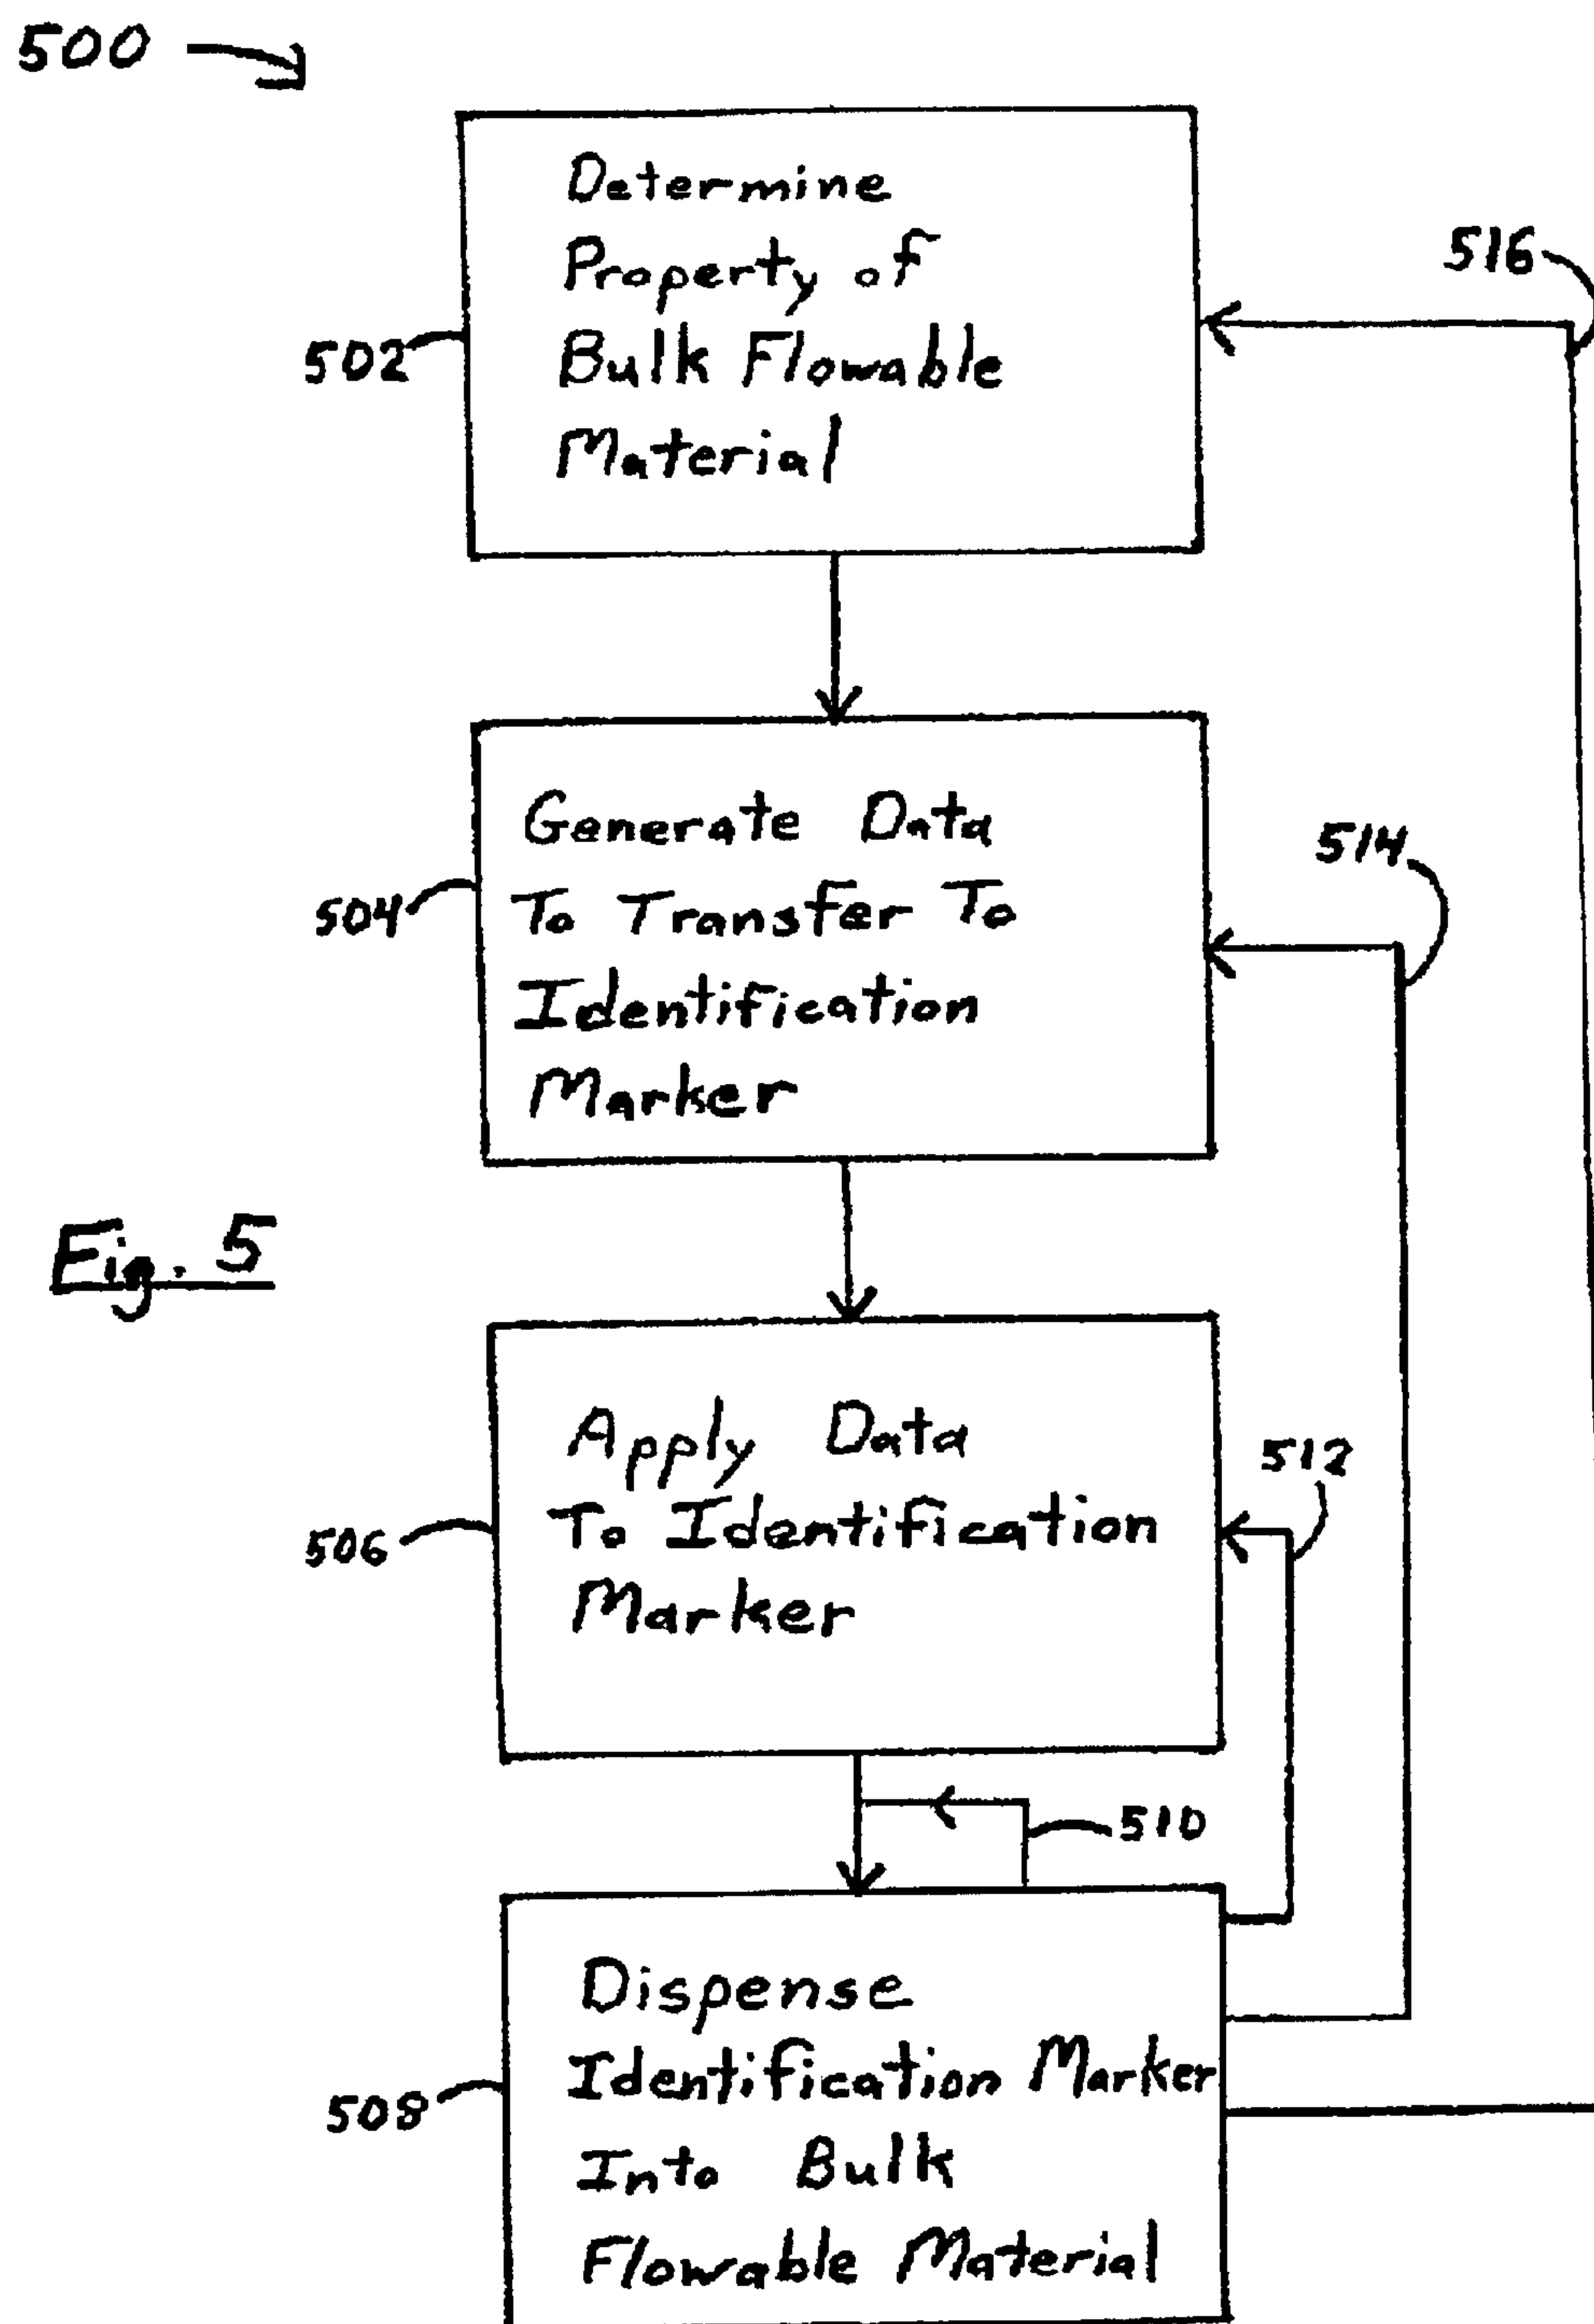 500
Determine
Property of
Bulk Flowable
Material
502
516
Generate Data
To Transfer To
Identification
Marker
504
514
Fig. 5
Apply Data
To Identification
Marker
506
512
510
Dispense
Identification Marker
Into Bulk
Flowable Material
508